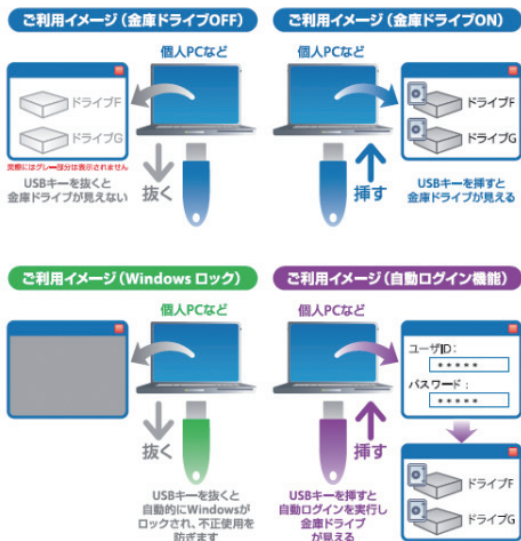 ご利用イメージ（金庫ドライブOFF）
個人PCなど
ドライブF
ドライブG
実際にはグレー部分は表示されません
USBキーを抜くと
金庫ドライブが見えない
抜く
ご利用イメージ（金庫ドライブON）
個人PCなど
ドライブF
ドライブG
挿す
USBキーを挿すと
金庫ドライブが見える
ご利用イメージ（Windows ロック）
個人PCなど
抜く
USBキーを抜くと
自動的にWindowsが
ロックされ、不正使用を
防ぎます
ご利用イメージ（自動ログイン機能）
個人PCなど
ユーザID：
＊＊＊＊＊
パスワード：
＊＊＊＊＊
挿す
USBキーを挿すと
自動ログインを実行し
金庫ドライブ
が見える
ドライブF
ドライブG